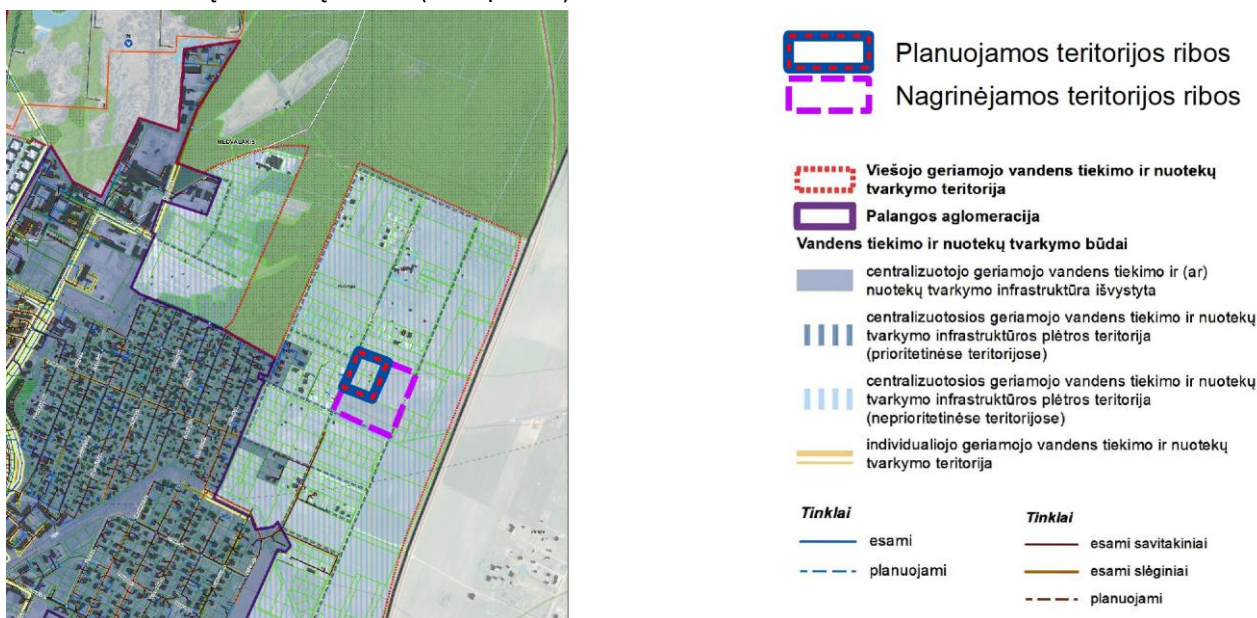 Planuojamos teritorijos ribos
Nagrinėjamos teritorijos ribos
Viešojo geriamojo vandens tiekimo ir nuotekų
tvarkymo teritorija
Palangos aglomeracija
Vandens tiekimo ir nuotekų tvarkymo būdai
centralizuotojo geriamojo vandens tiekimo ir (ar)
nuotekų tvarkymo infrastruktūra išvystyta
centralizuotosios geriamojo vandens tiekimo ir nuotekų
tvarkymo infrastruktūros plėtros teritorija
(prioritetinėse teritorijose)
centralizuotosios geriamojo vandens tiekimo ir nuotekų
tvarkymo infrastruktūros plėtros teritorija
(neprioritetinėse teritorijose)
individualiojo geriamojo vandens tiekimo ir nuotekų
tvarkymo teritorija
Tinklai
esami
planuojami
Tinklai
esami savitakiniai
esami slėginiai
planuojami